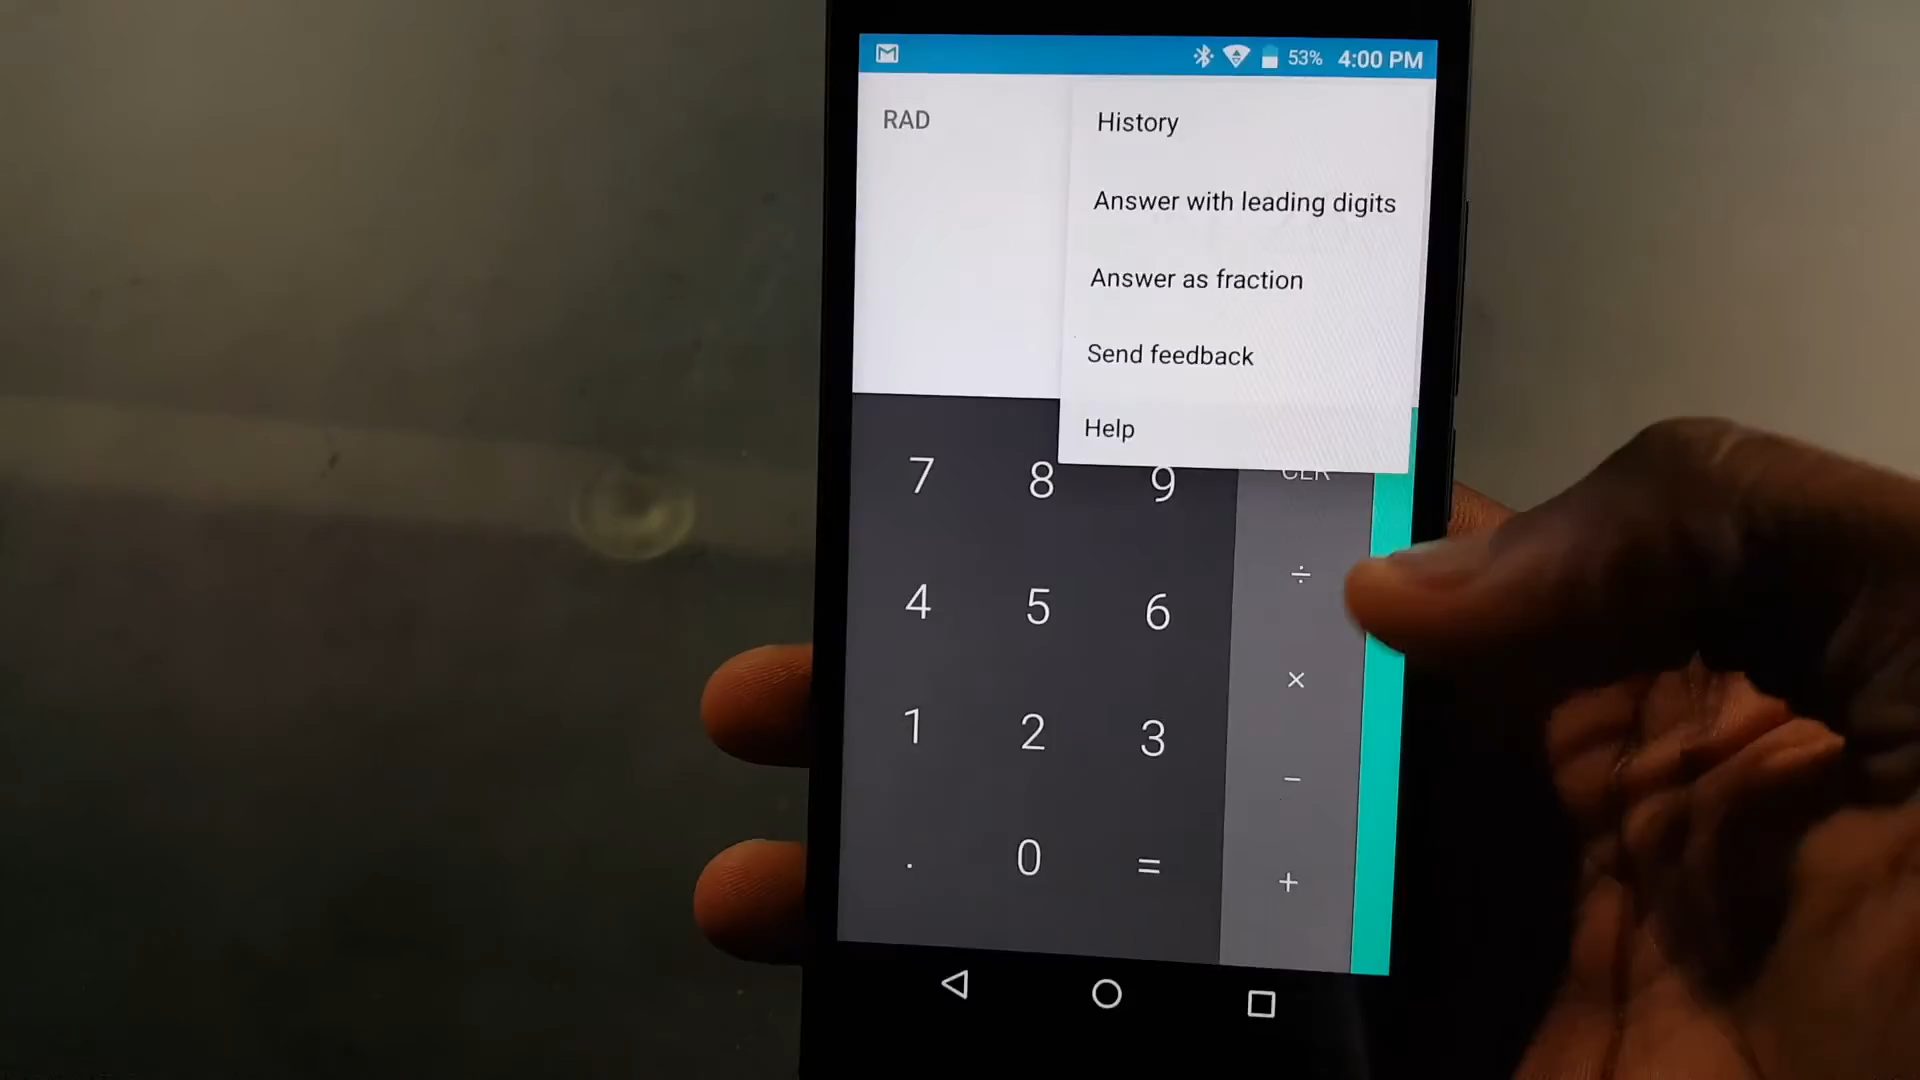 53% 4:00 PM
RAD
History
Answer with leading digits
Answer as fraction
Send feedback
Help
7 8 9 CLR
4 5 6 ÷
1 2 3 ×
−
. 0 = +